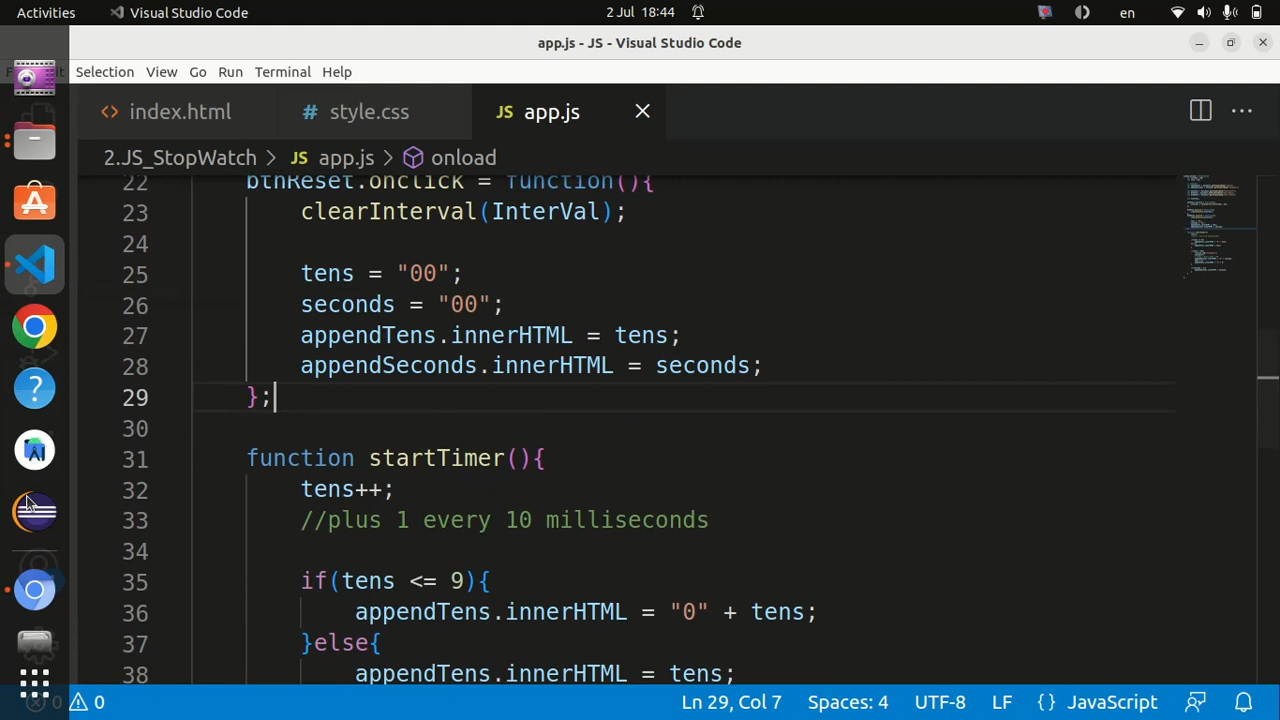 Activities
Visual Studio Code
2 Jul 18:44
en
app.js - JS - Visual Studio Code
Selection View Go Run Terminal Help
index.html
# style.css
JS app.js
2.JS_StopWatch > JS app.js > onload
22 btnReset.onclick = function(){
23 clearInterval(InterVal);
24
25 tens = "00";
26 seconds = "00";
27 appendTens.innerHTML = tens;
28 appendSeconds.innerHTML = seconds;
29 };
30
31 function startTimer(){
32 tens++;
33 //plus 1 every 10 milliseconds
34
35 if(tens <= 9){
36 appendTens.innerHTML = "0" + tens;
37 }else{
38 appendTens.innerHTML = tens;
0 0
Ln 29, Col 7 Spaces: 4 UTF-8 LF {} JavaScript